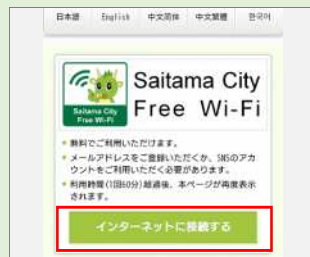 日本語 English 中文简体 中文繁體 한국어
Saitama City
Free Wi-Fi
Saitama City
Free Wi-Fi
無料でご利用いただけます。
メールアドレスをご登録いただくか、SNSのアカ
ウントをご利用いただく必要があります。
利用時間(1回60分)超過後、本ページが再度表示
されます。
インターネットに接続する